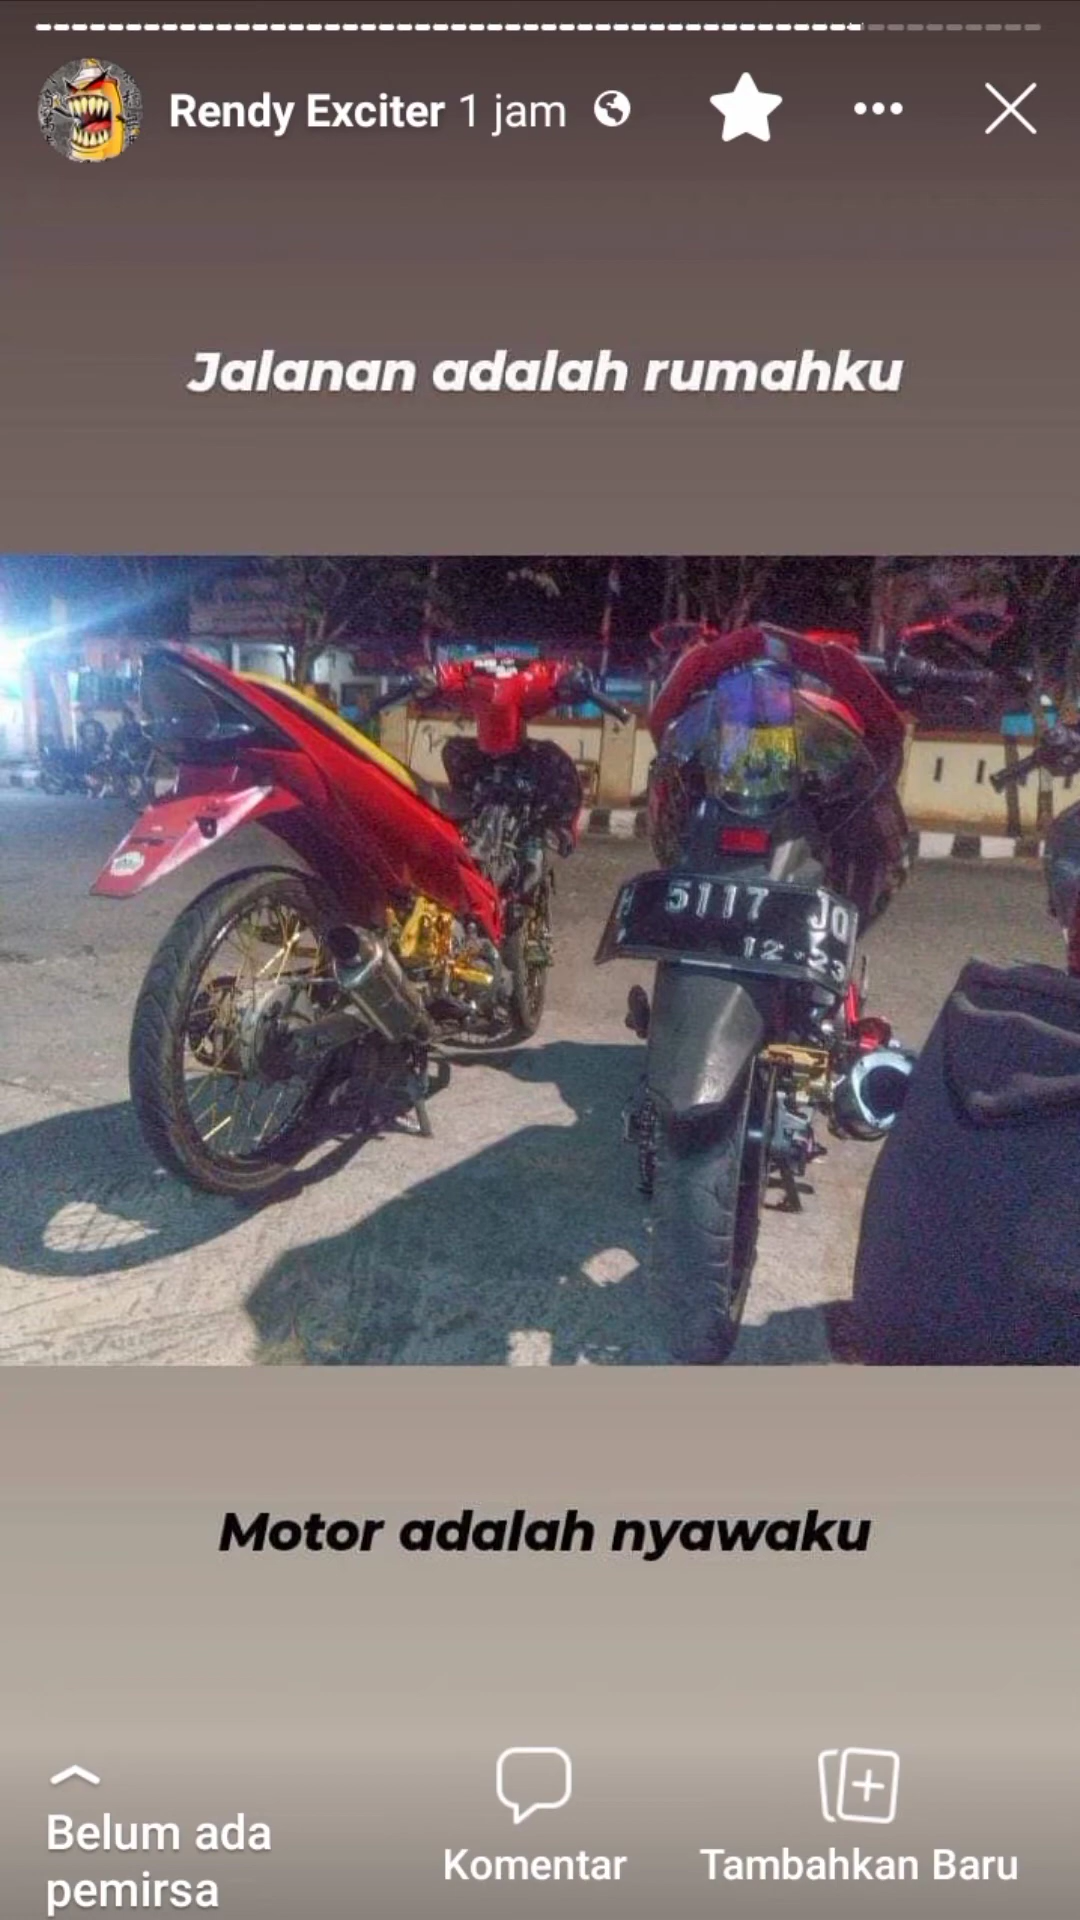 Rendy Exciter 1 jam
Jalanan adalah rumahku
H 5117 JQ
12·23
Motor adalah nyawaku
Belum ada
pemirsa
Komentar
Tambahkan Baru